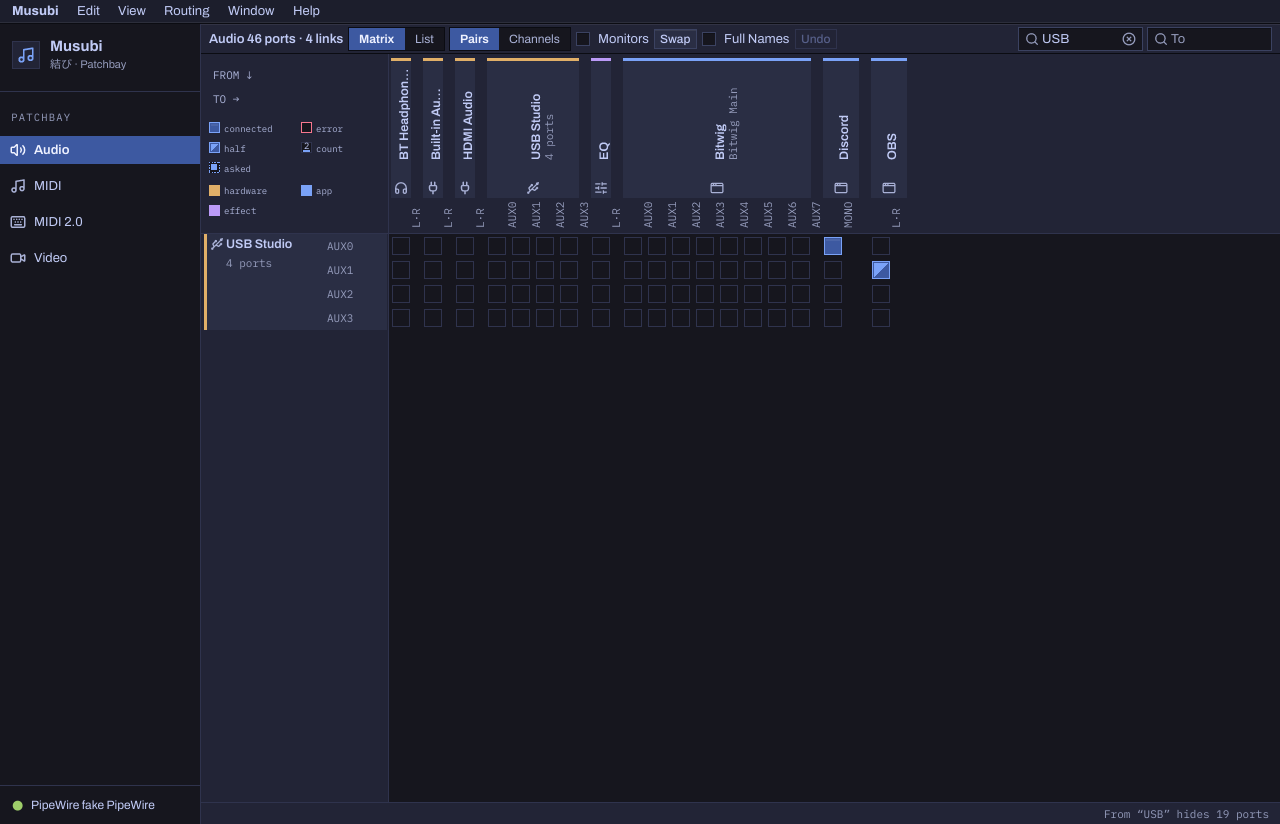 Musubi Edit View Routing Window Help
Musubi
結び · Patchbay
PATCHBAY
Audio
MIDI
MIDI 2.0
Video
PipeWire fake PipeWire
Audio 46 ports · 4 links Matrix List Pairs Channels Monitors Swap Full Names Undo USB To
FROM ↓
TO →
connected error
half 2 count
asked
hardware app
effect
BT Headphon…
Built-in Au…
HDMI Audio
USB Studio
4 ports
EQ
Bitwig
Bitwig Main
Discord
OBS
L·R L·R L·R AUX0 AUX1 AUX2 AUX3 L·R AUX0 AUX1 AUX2 AUX3 AUX4 AUX5 AUX6 AUX7 MONO L·R
USB Studio AUX0
4 ports
AUX1
AUX2
AUX3
From “USB” hides 19 ports